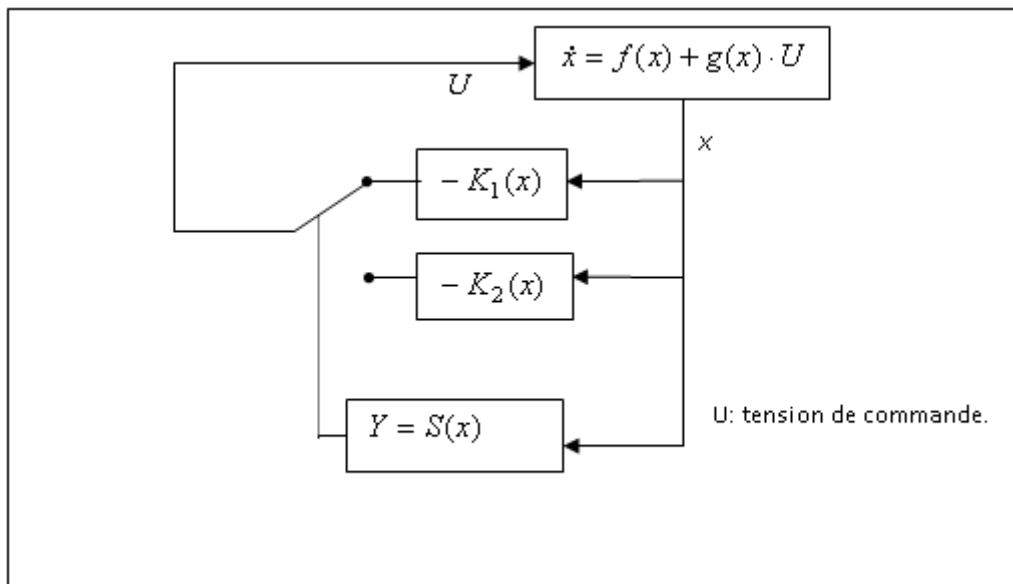 ẋ = f(x) + g(x) · U
U
x
− K₁(x)
− K₂(x)
Y = S(x)
U: tension de commande.